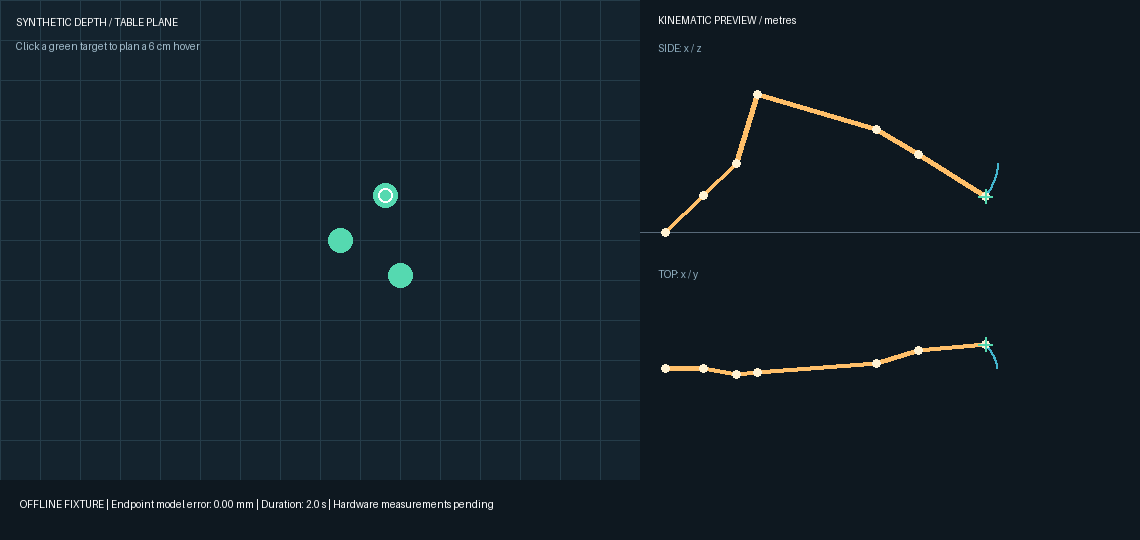 SYNTHETIC DEPTH / TABLE PLANE
Click a green target to plan a 6 cm hover
KINEMATIC PREVIEW / metres
SIDE: x / z
TOP: x / y
OFFLINE FIXTURE | Endpoint model error: 0.00 mm | Duration: 2.0 s | Hardware measurements pending